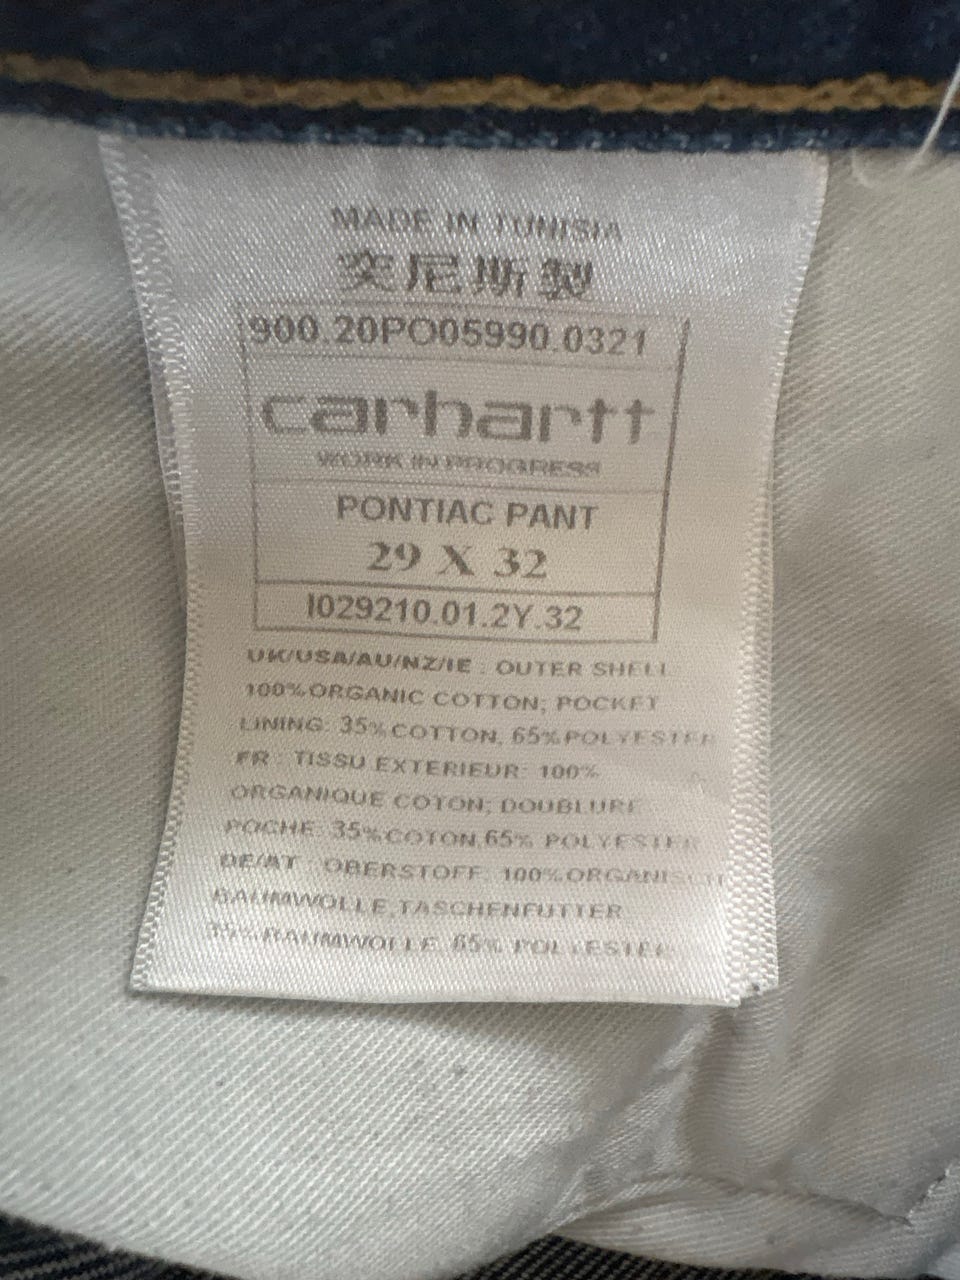 MADE IN TUNISIA
突尼斯製
900.20PO05990.0321
carhartt
WORK IN PROGRESS
PONTIAC PANT
29 X 32
I029210.01.2Y.32
UK/USA/AU/NZ/IE : OUTER SHELL
100% ORGANIC COTTON; POCKET
LINING: 35% COTTON, 65% POLYESTER
FR : TISSU EXTERIEUR: 100%
ORGANIQUE COTON; DOUBLURE
POCHE: 35% COTON, 65% POLYESTER
DE/AT : OBERSTOFF: 100% ORGANISCH
BAUMWOLLE, TASCHENFUTTER
35% BAUMWOLLE, 65% POLYESTER